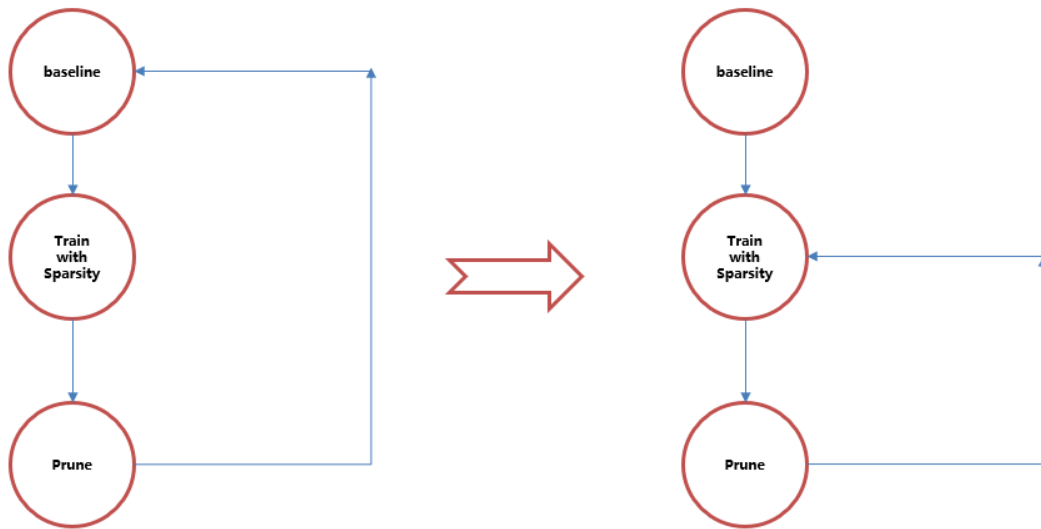 baseline
Train
with
Sparsity
Prune
baseline
Train
with
Sparsity
Prune